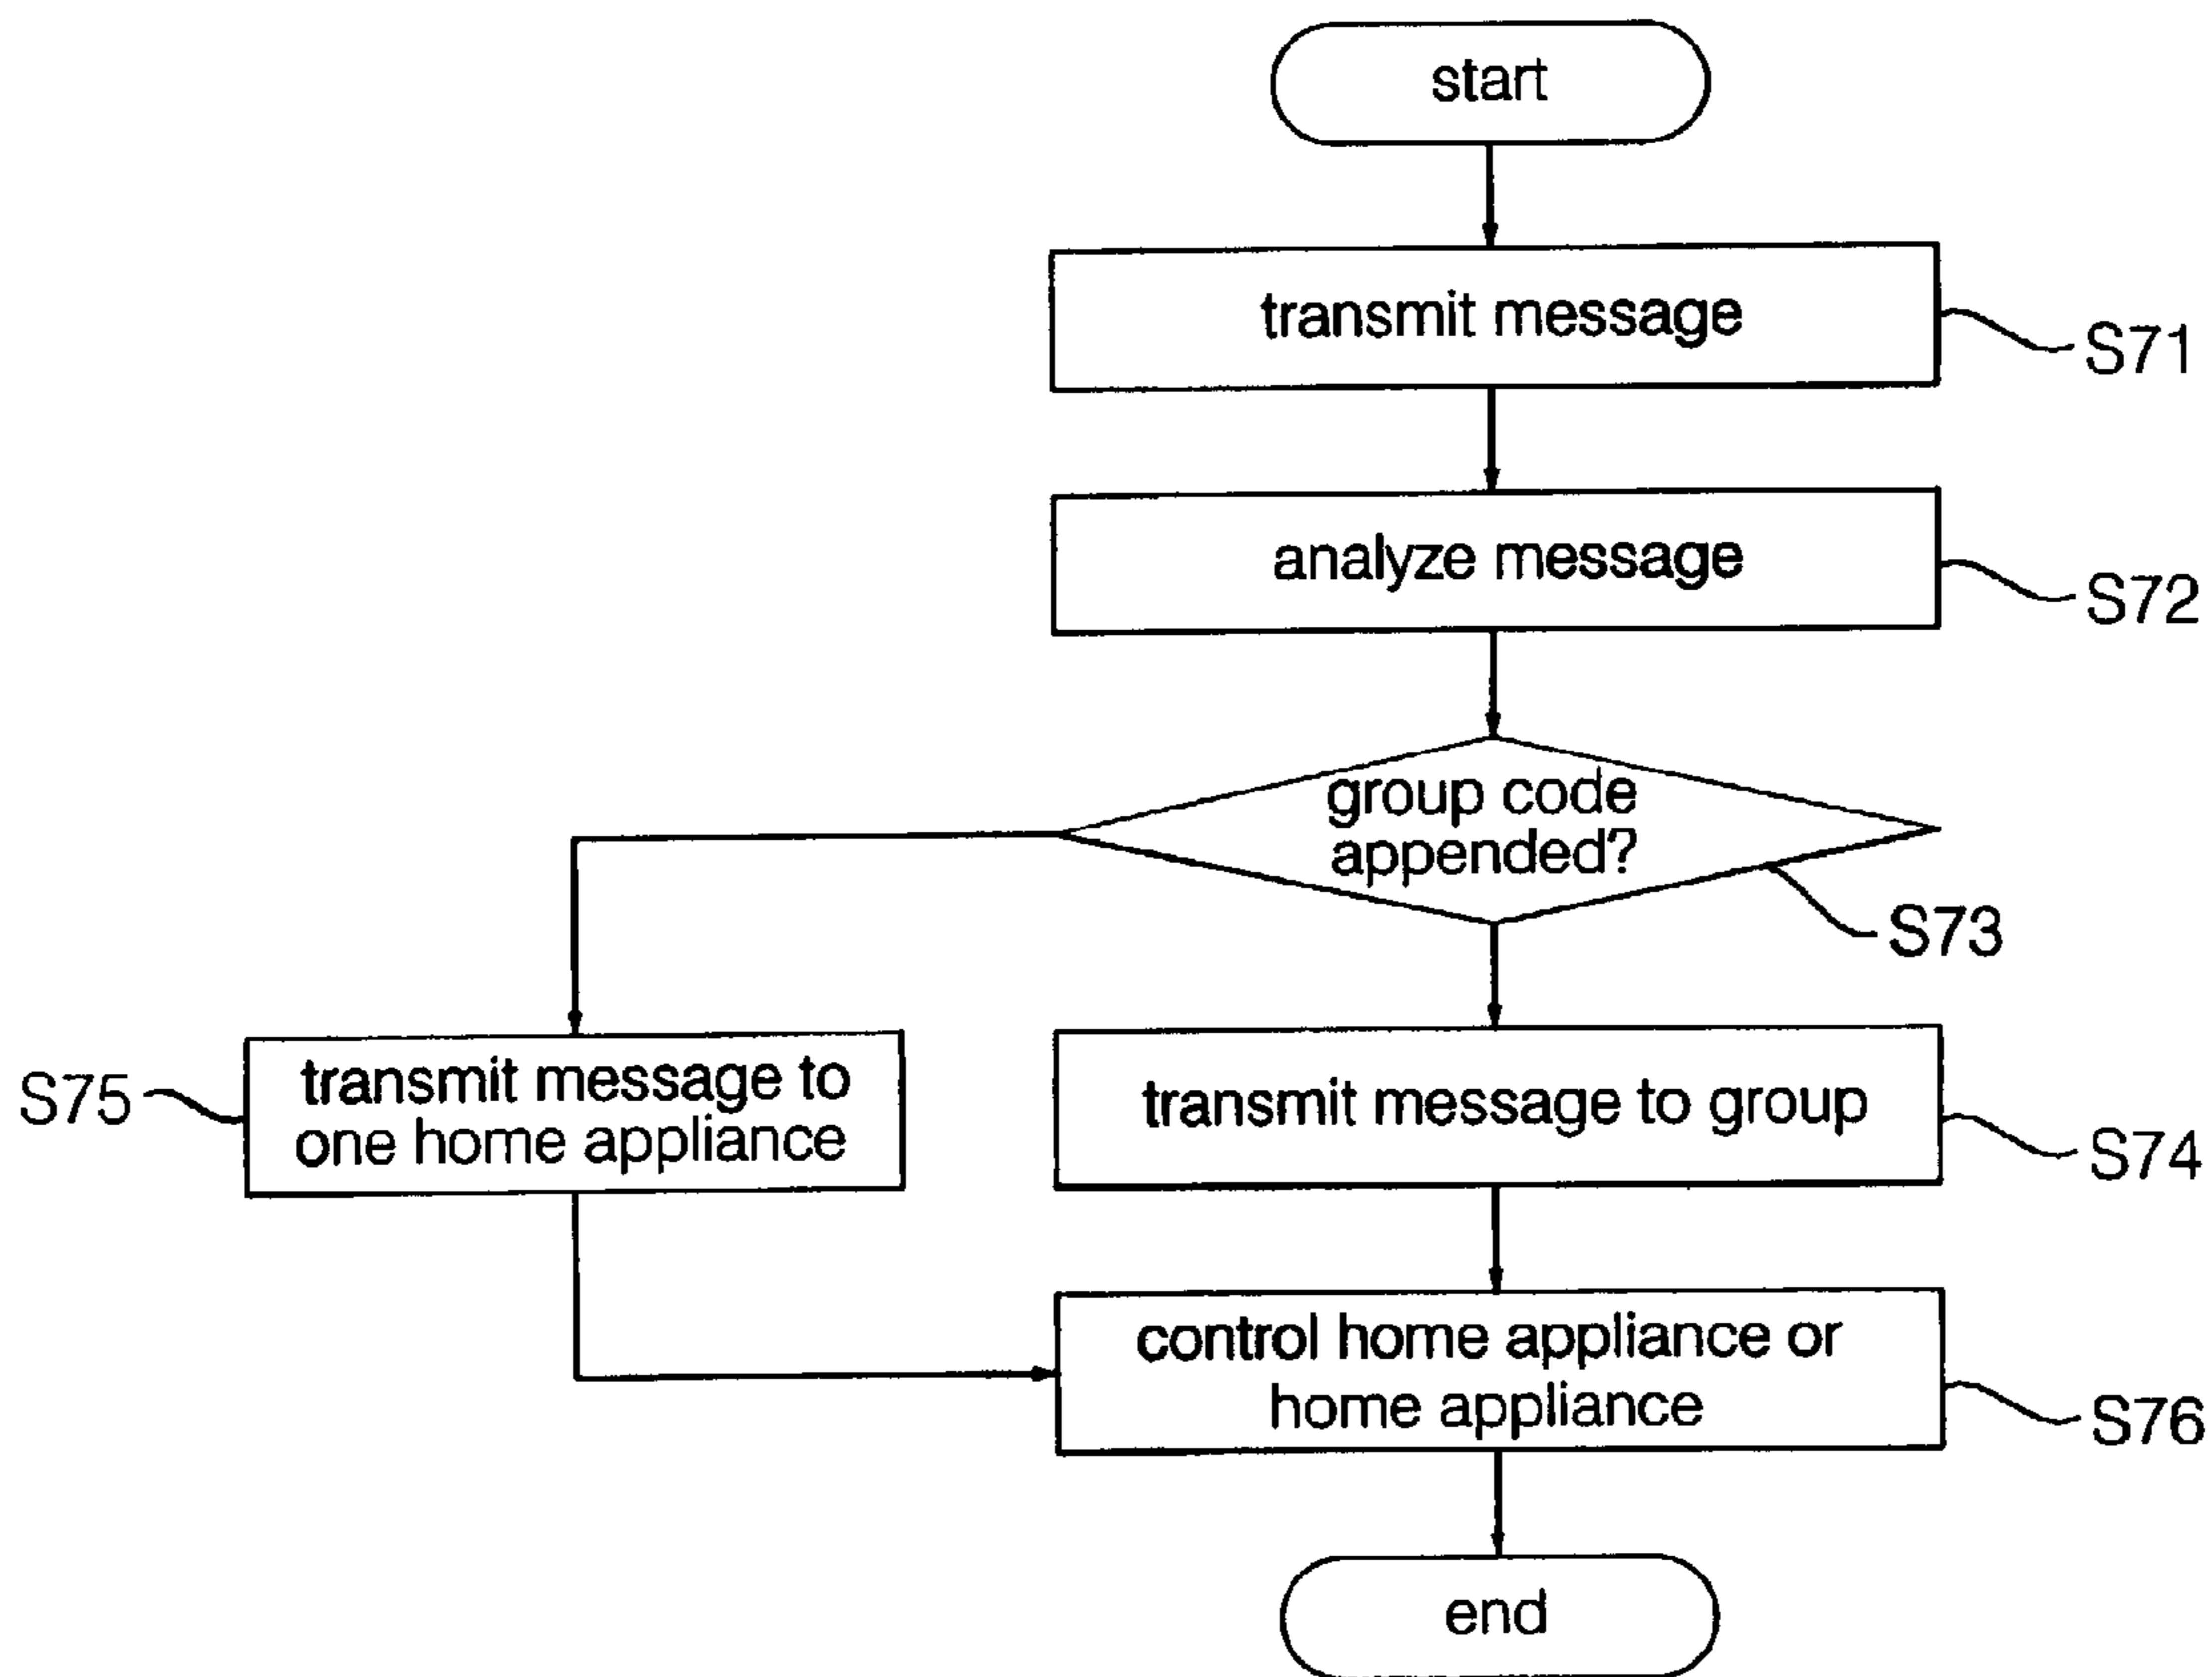 start
transmit message
S71
analyze message
S72
group code
appended?
S73
S75
transmit message to
one home appliance
transmit message to group
S74
control home appliance or
home appliance
S76
end